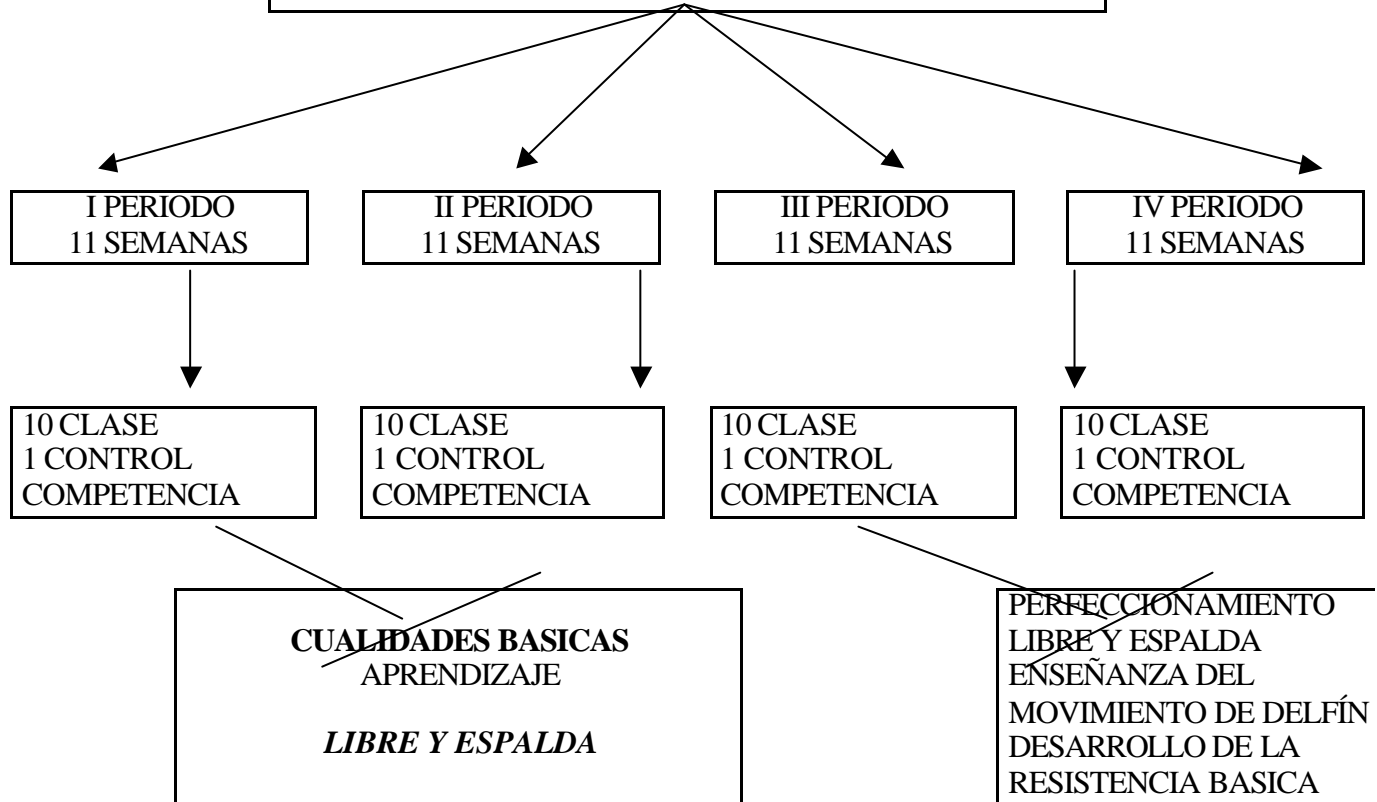 I PERIODO
11 SEMANAS
II PERIODO
11 SEMANAS
III PERIODO
11 SEMANAS
IV PERIODO
11 SEMANAS
10 CLASE
1 CONTROL
COMPETENCIA
10 CLASE
1 CONTROL
COMPETENCIA
10 CLASE
1 CONTROL
COMPETENCIA
10 CLASE
1 CONTROL
COMPETENCIA
CUALIDADES BASICAS
APRENDIZAJE
LIBRE Y ESPALDA
PERFECCIONAMIENTO
LIBRE Y ESPALDA
ENSEÑANZA DEL
MOVIMIENTO DE DELFÍN
DESARROLLO DE LA
RESISTENCIA BASICA